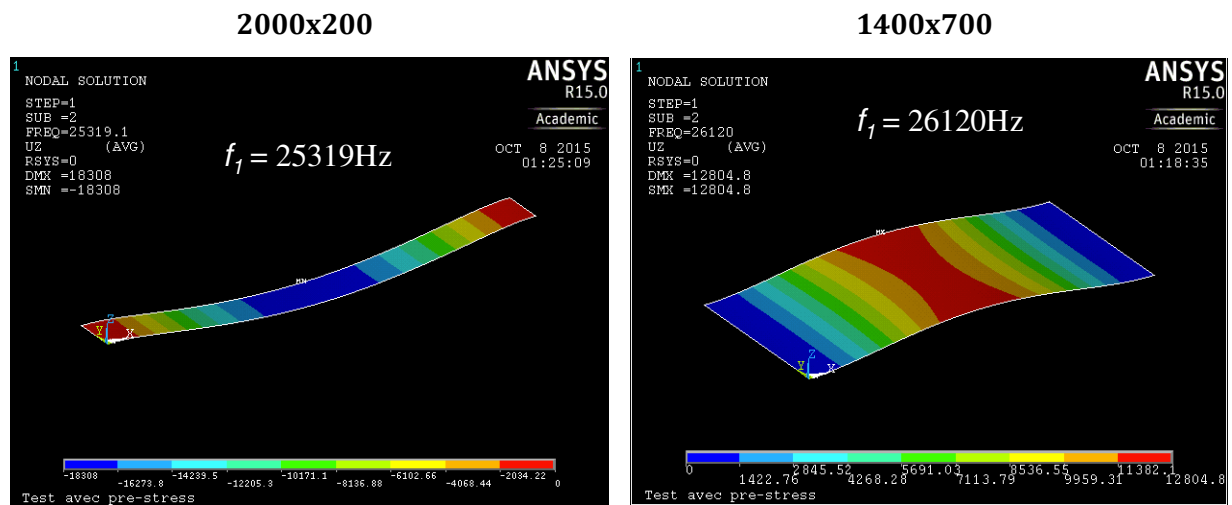 2000x200
1
NODAL SOLUTION
STEP=1
SUB =2
FREQ=25319.1
UZ (AVG)
RSYS=0
DMX =18308
SMN =-18308
ANSYS
R15.0
Academic
OCT 8 2015
01:25:09
f1 = 25319Hz
MN
Z
Y
X
-18308 -14239.5 -10171.1 -6102.66 -2034.22
-16273.8 -12205.3 -8136.88 -4068.44 0
Test avec pre-stress
1400x700
1
NODAL SOLUTION
STEP=1
SUB =2
FREQ=26120
UZ (AVG)
RSYS=0
DMX =12804.8
SMX =12804.8
ANSYS
R15.0
Academic
OCT 8 2015
01:18:35
f1 = 26120Hz
MX
Z
Y
X
0 2845.52 5691.03 8536.55 11382.1
1422.76 4268.28 7113.79 9959.31 12804.8
Test avec pre-stress